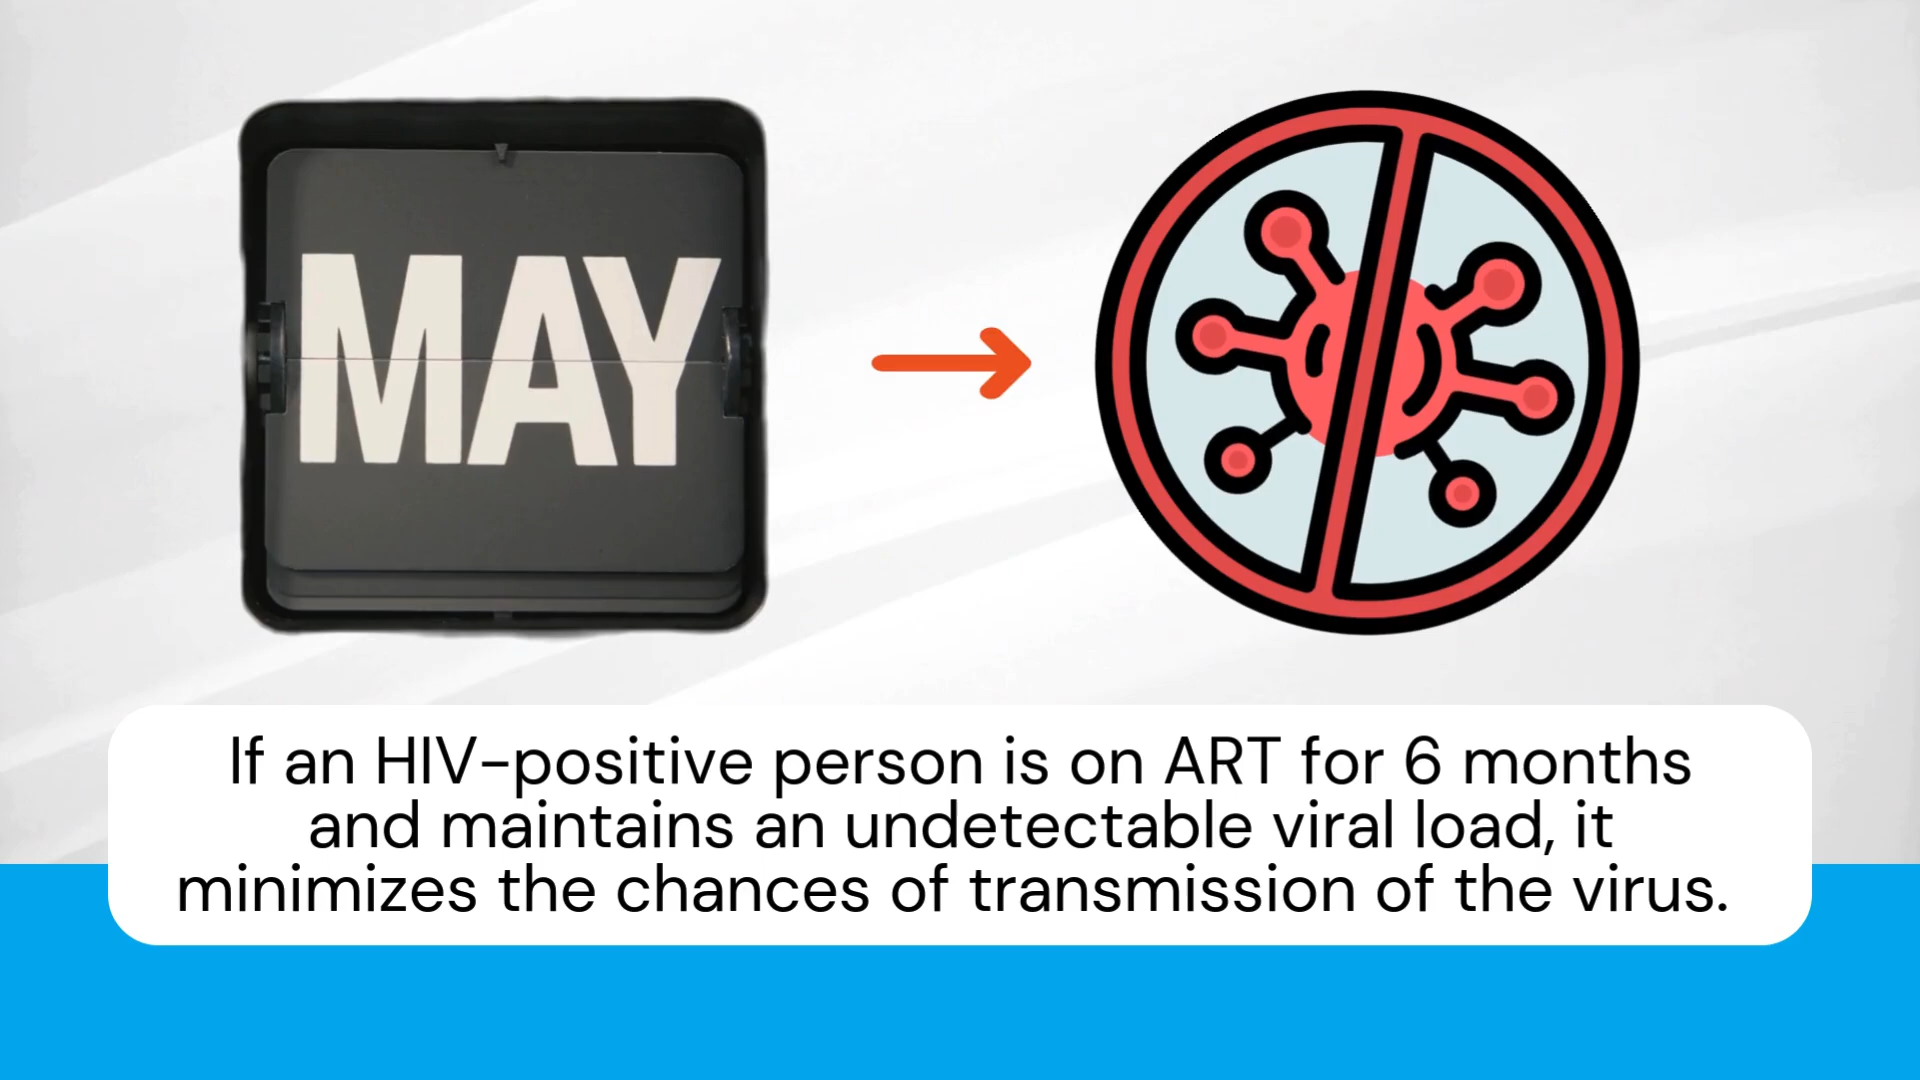 MAY
If an HIV-positive person is on ART for 6 months
and maintains an undetectable viral load, it
minimizes the chances of transmission of the virus.